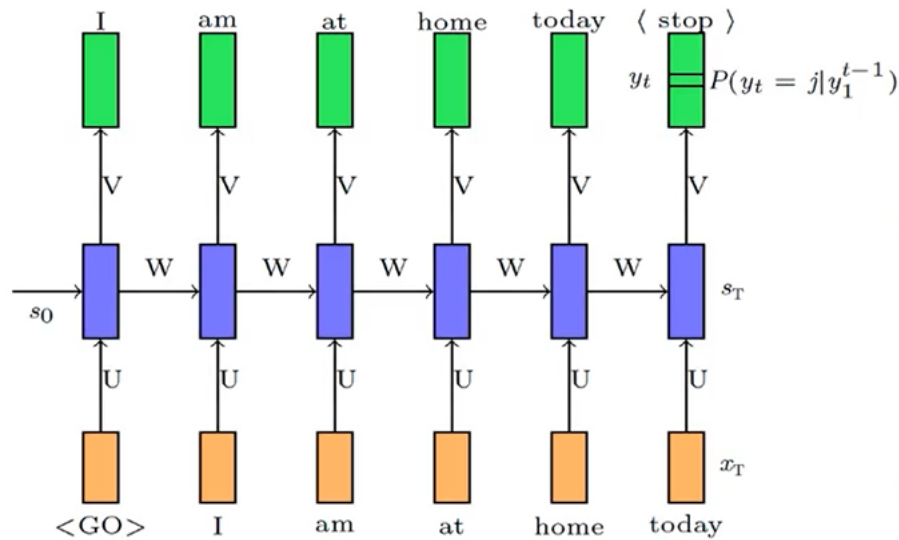 I am at home today ⟨ stop ⟩
y_t P(y_t = j|y_1^{t−1})
V V V V V V
W W W W W
s_0 s_T
U U U U U U
x_T
<GO> I am at home today